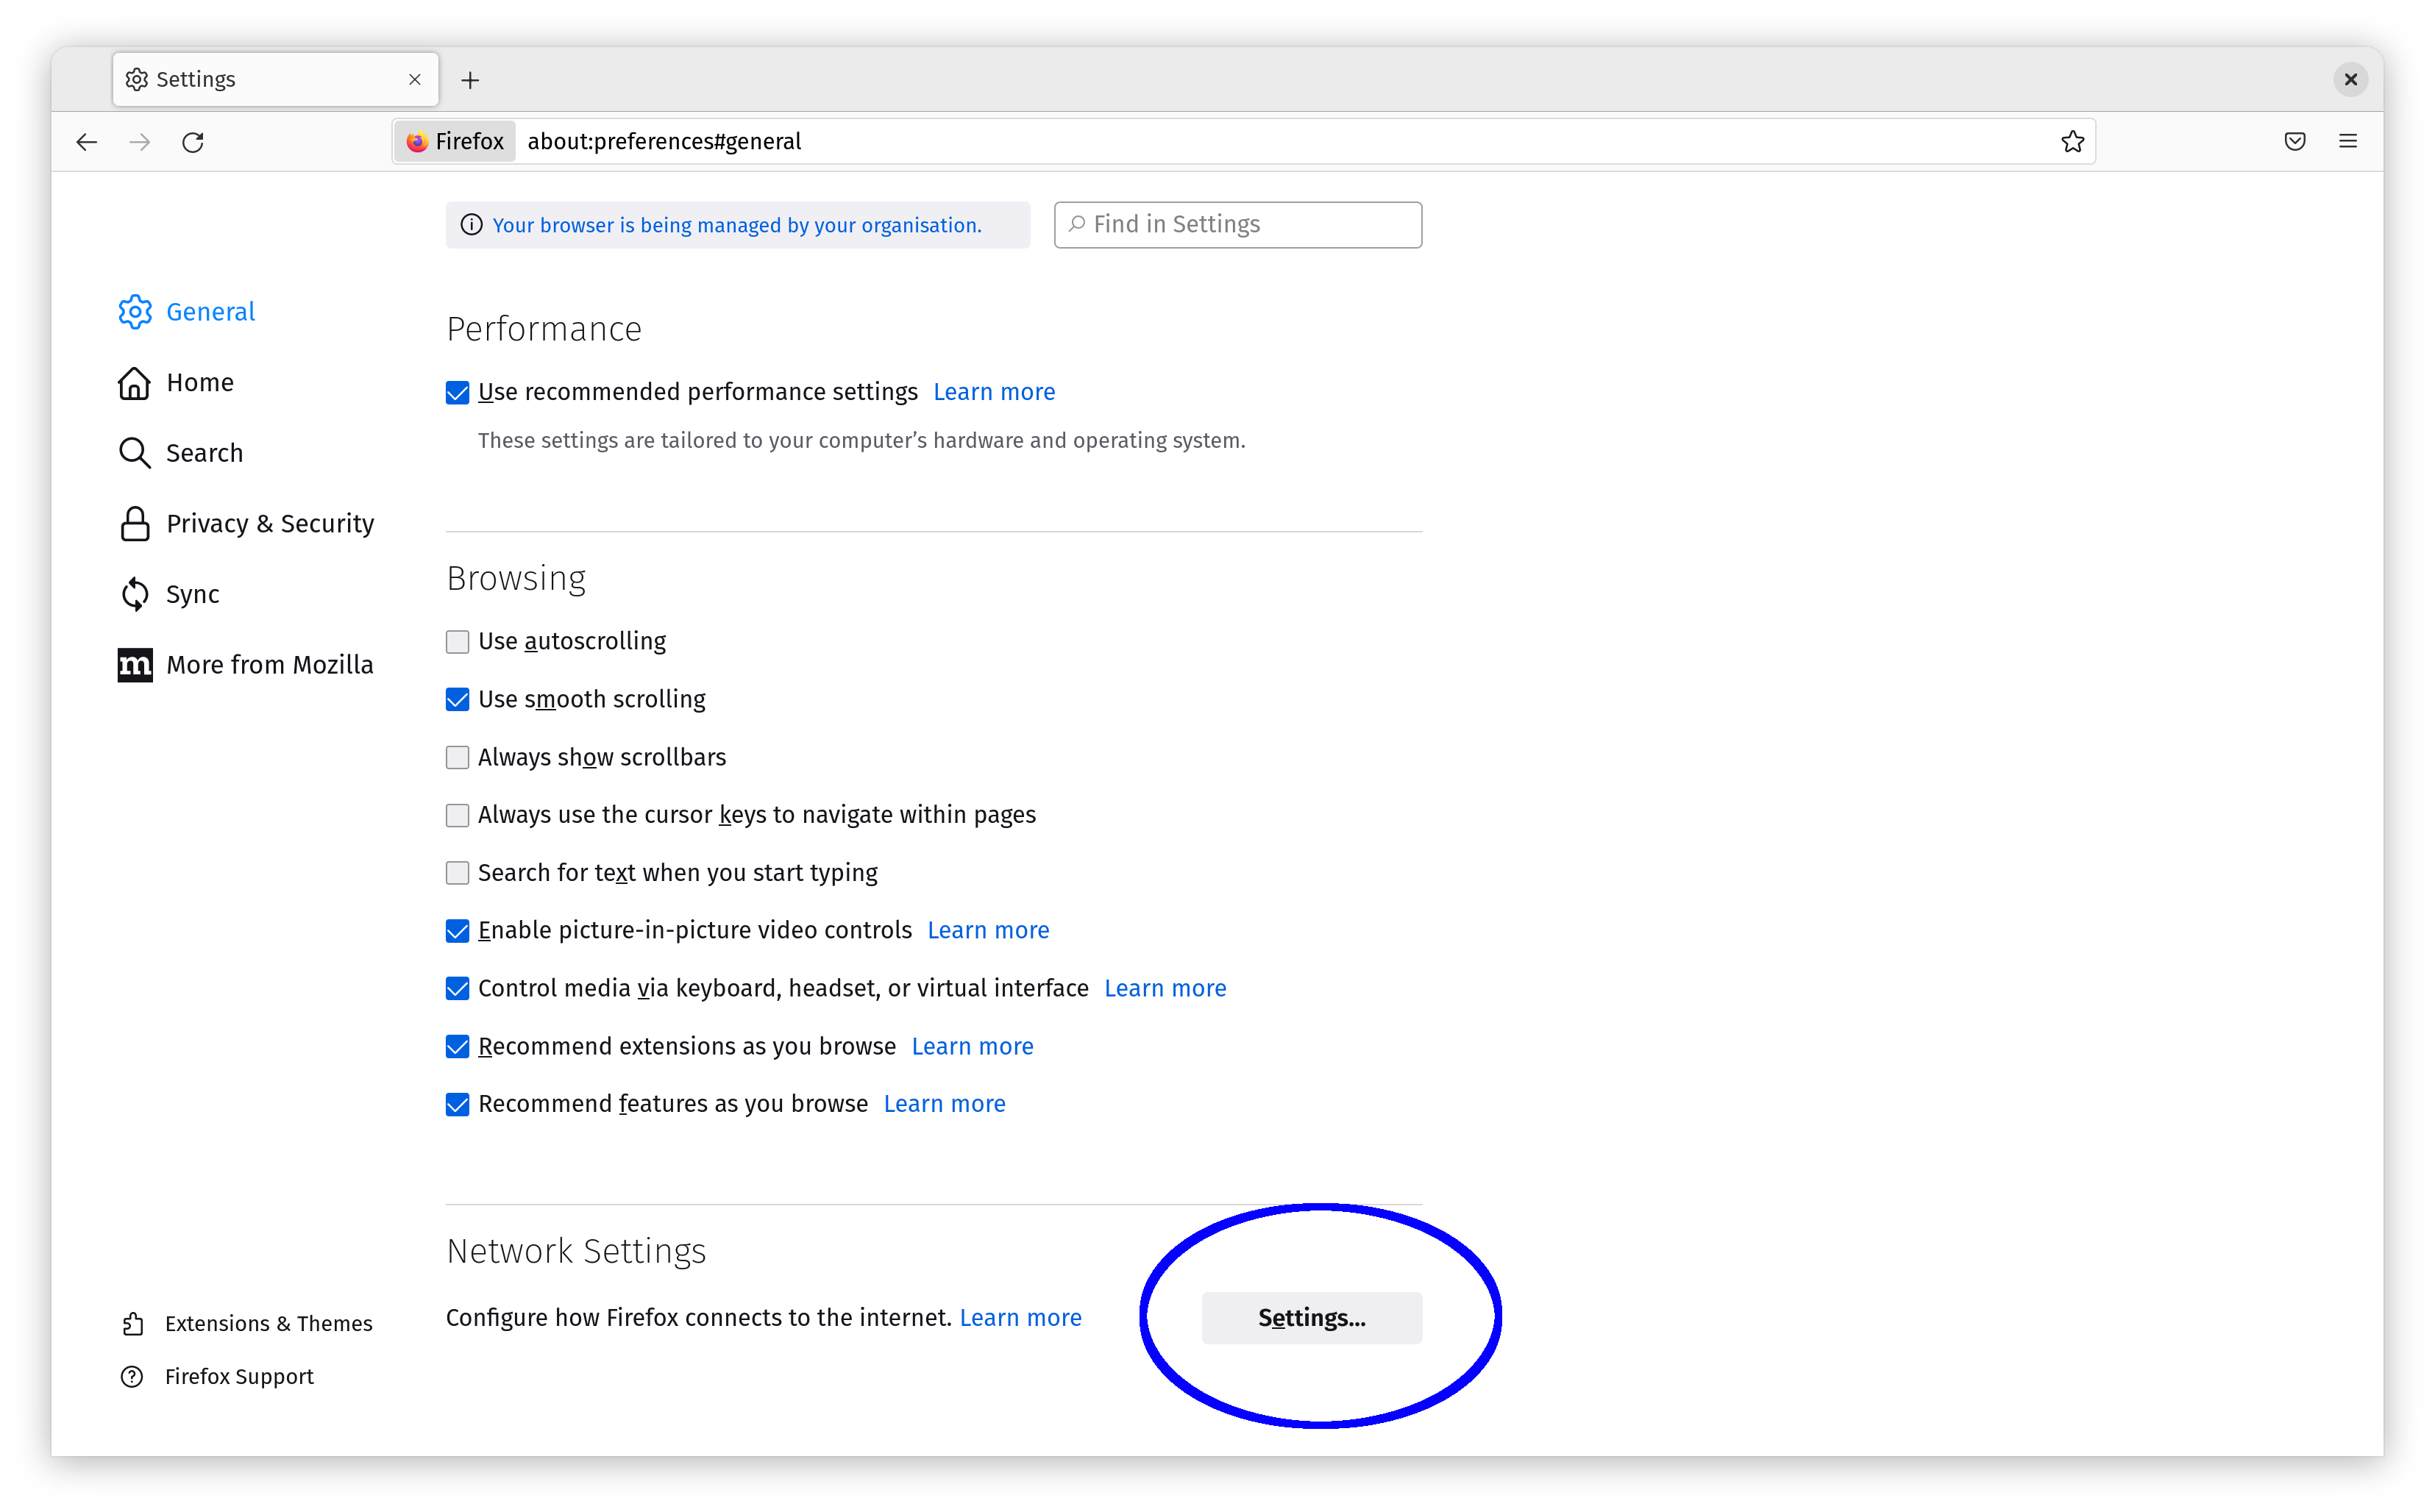 Settings
Firefox about:preferences#general
Your browser is being managed by your organisation.
Find in Settings
General
Home
Search
Privacy & Security
Sync
m More from Mozilla
Extensions & Themes
Firefox Support
Performance
Use recommended performance settings Learn more
These settings are tailored to your computer’s hardware and operating system.
Browsing
Use autoscrolling
Use smooth scrolling
Always show scrollbars
Always use the cursor keys to navigate within pages
Search for text when you start typing
Enable picture-in-picture video controls Learn more
Control media via keyboard, headset, or virtual interface Learn more
Recommend extensions as you browse Learn more
Recommend features as you browse Learn more
Network Settings
Configure how Firefox connects to the internet. Learn more
Settings...